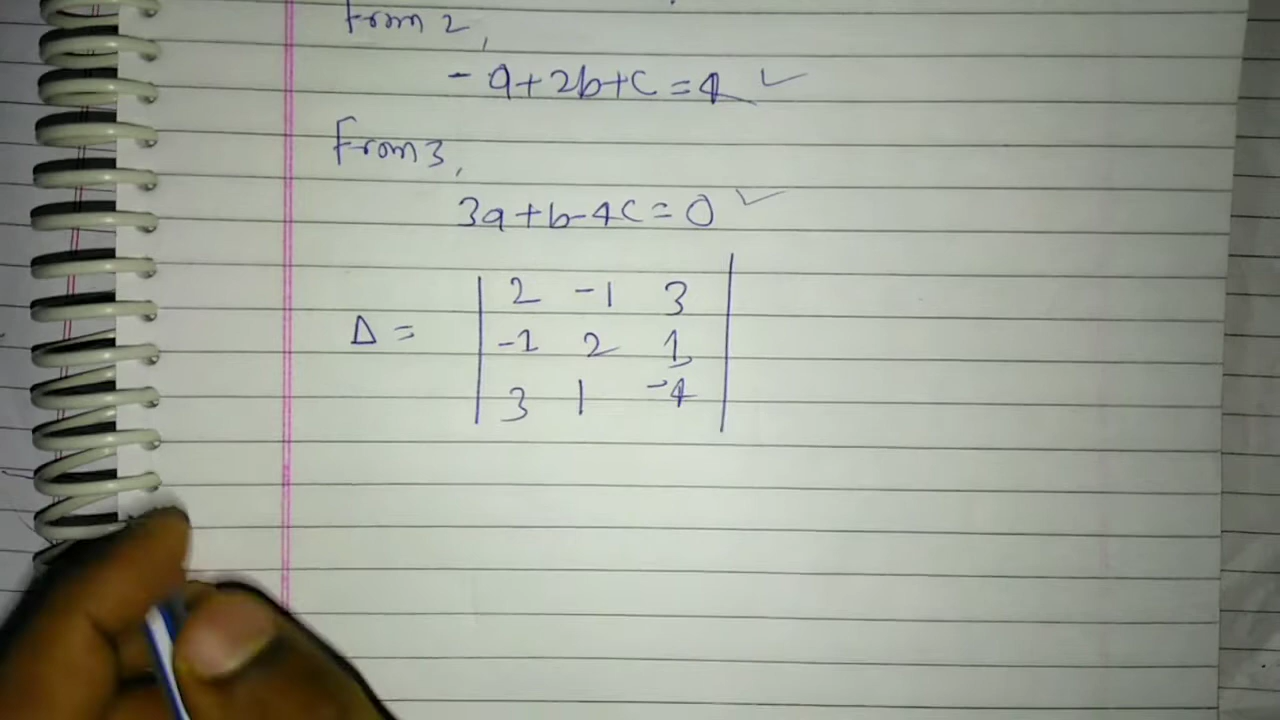 From 2,
- a+2b+c=4
From 3,
3a+b-4c=0
2 -1 3
Δ = -1 2 1
3 1 -4